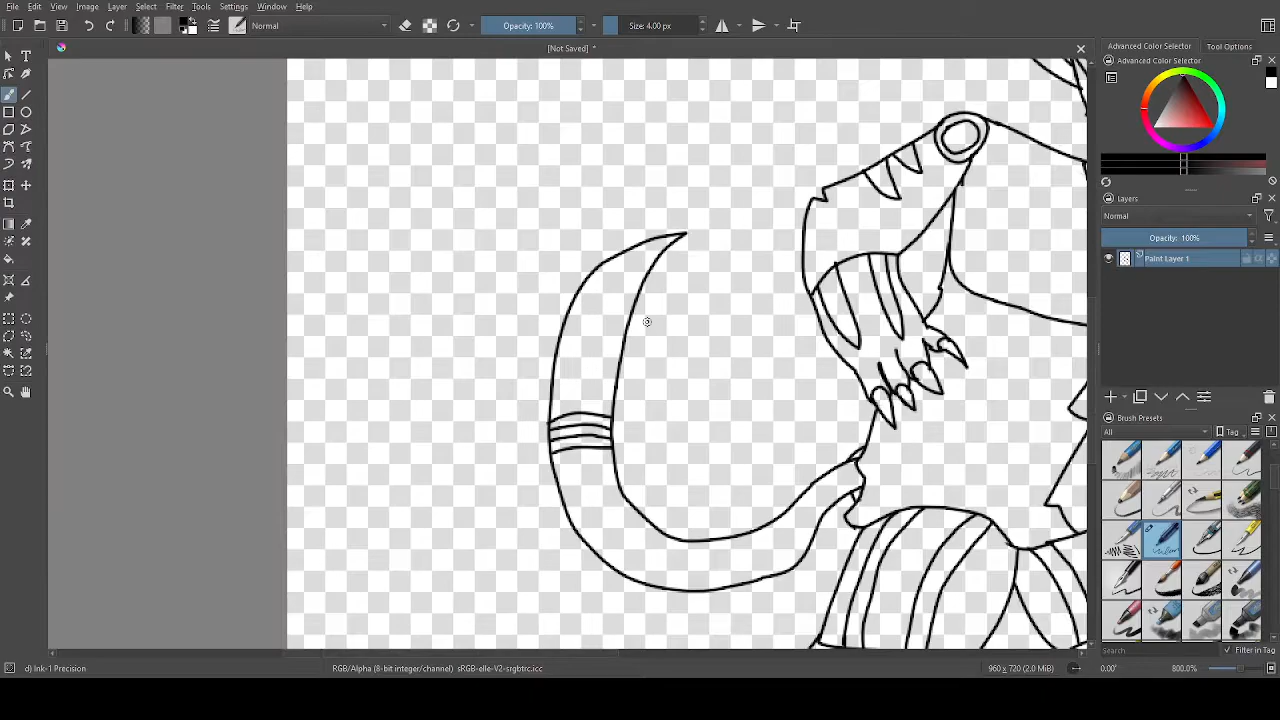 File Edit View Image Layer Select Filter Tools Settings Window Help
Normal Opacity: 100% Size: 4.00 px
[Not Saved] *
Advanced Color Selector Tool Options
Advanced Color Selector
Layers
Normal
Opacity: 100%
Paint Layer 1
Brush Presets
All Tag
Search Filter in Tag
d) Ink-1 Precision RGB/Alpha (8-bit integer/channel) sRGB-elle-V2-srgbtrc.icc 960 x 720 (2.0 MiB) 0.00° 800.0%